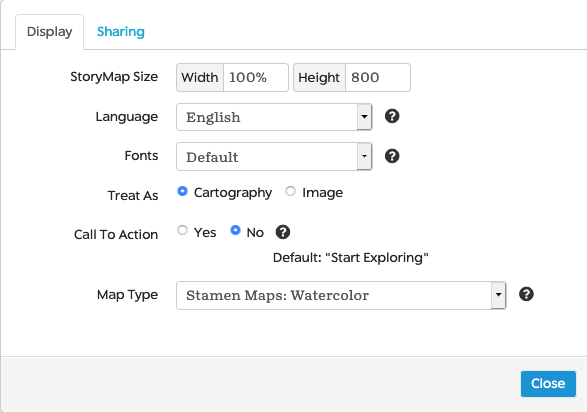 Display Sharing
StoryMap Size Width 100% Height 800
Language English ?
Fonts Default ?
Treat As Cartography Image
Call To Action Yes No ?
Default: "Start Exploring"
Map Type Stamen Maps: Watercolor ?
Close